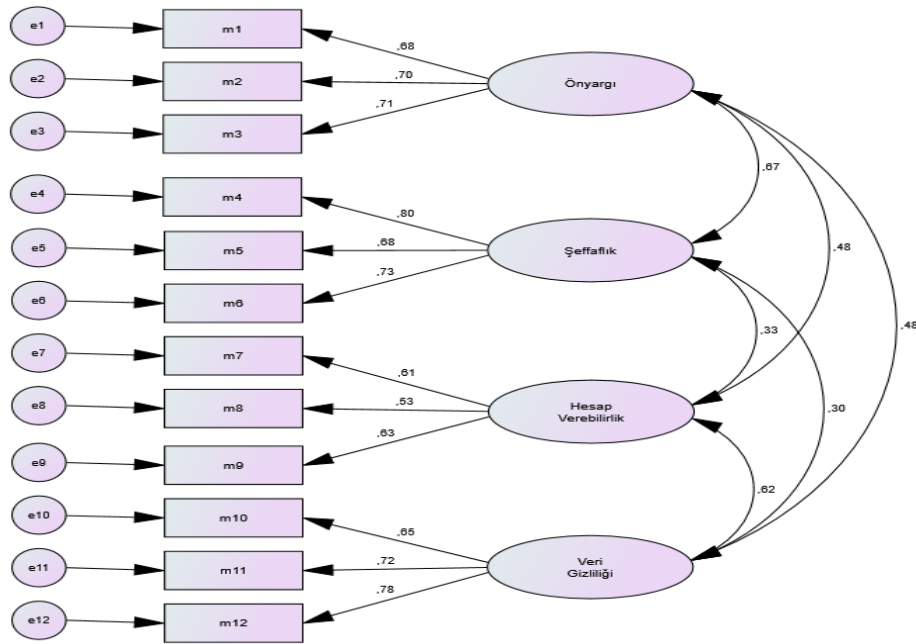 e1
m1
,68
e2
m2
,70
Önyargı
e3
m3
,71
,67
e4
m4
,80
e5
m5
,68
Şeffaflık
,48
e6
m6
,73
,48
e7
m7
,33
,61
e8
m8
,53
Hesap
Verebilirlik
,30
e9
m9
,63
,62
e10
m10
,65
e11
m11
,72
Veri
Gizliliği
,78
e12
m12